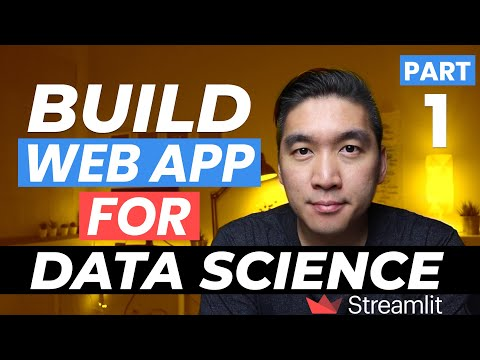 PART
1
BUILD
WEB APP
FOR
DATA SCIENCE
Streamlit